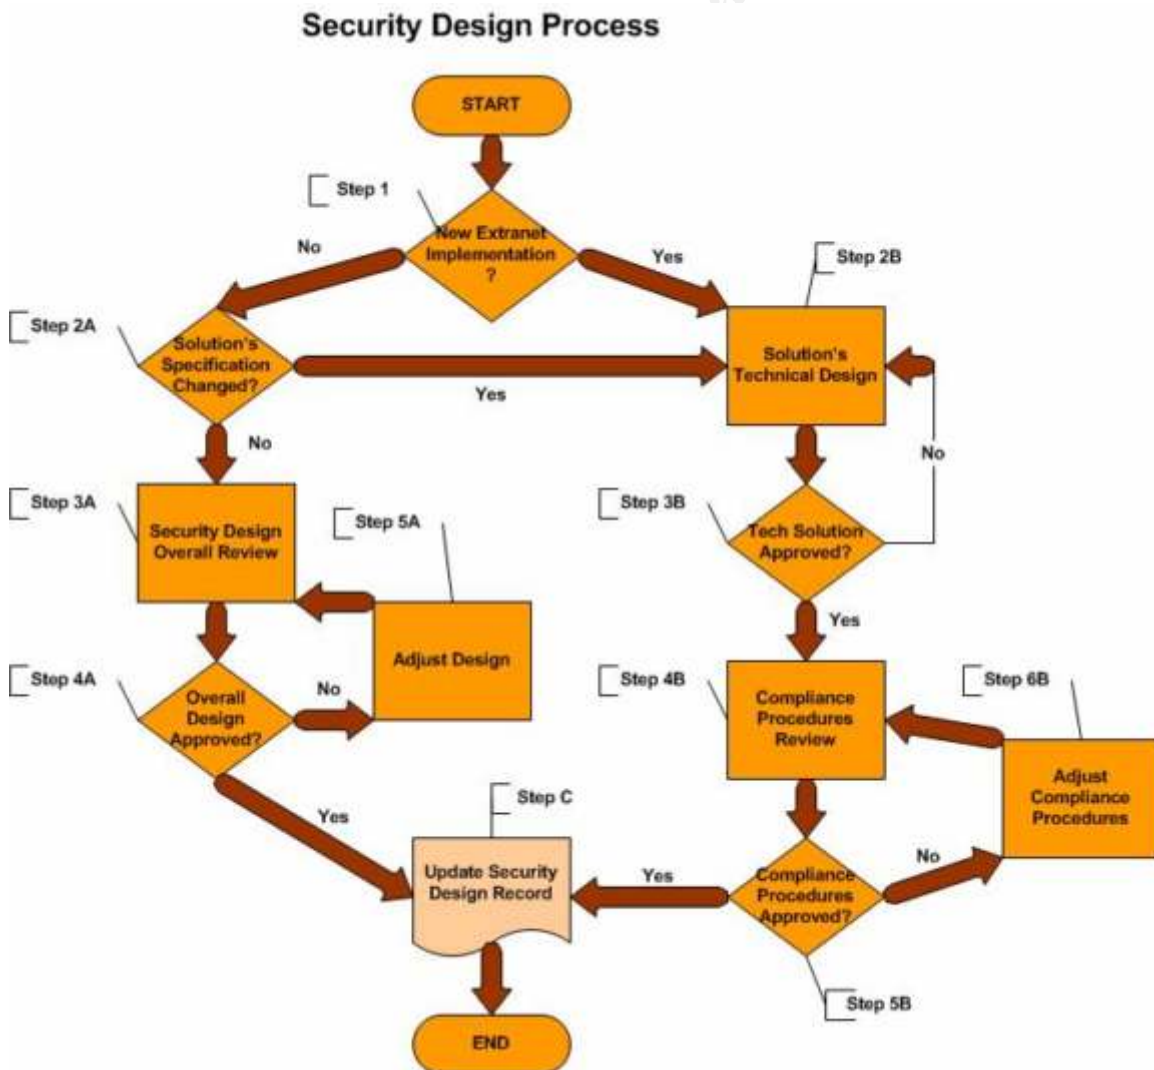 Security Design Process
START
Step 1
New Extranet
Implementation
?
No
Yes
Step 2B
Step 2A
Solution's
Specification
Changed?
Yes
Solution's
Technical Design
No
No
Step 3A
Security Design
Overall Review
Step 5A
Step 3B
Tech Solution
Approved?
Yes
Adjust Design
Step 4A
Overall
Design
Approved?
No
Step 4B
Compliance
Procedures
Review
Step 6B
Adjust
Compliance
Procedures
Yes
Step C
Update Security
Design Record
Yes
Compliance
Procedures
Approved?
No
Step 5B
END